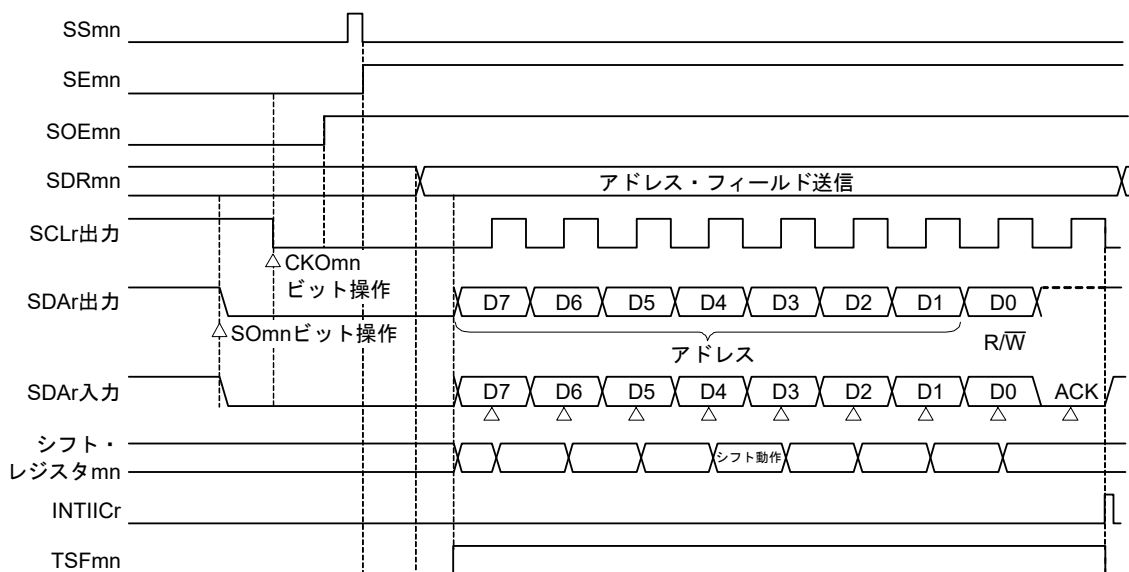 SSmn
SEmn
SOEmn
SDRmn
アドレス・フィールド送信
SCLr出力
CKOmn
ビット操作
SDAr出力
D7 D6 D5 D4 D3 D2 D1 D0
SOmnビット操作
アドレス
R/W̅
SDAr入力
D7 D6 D5 D4 D3 D2 D1 D0 ACK
シフト・
レジスタmn
シフト動作
INTIICr
TSFmn